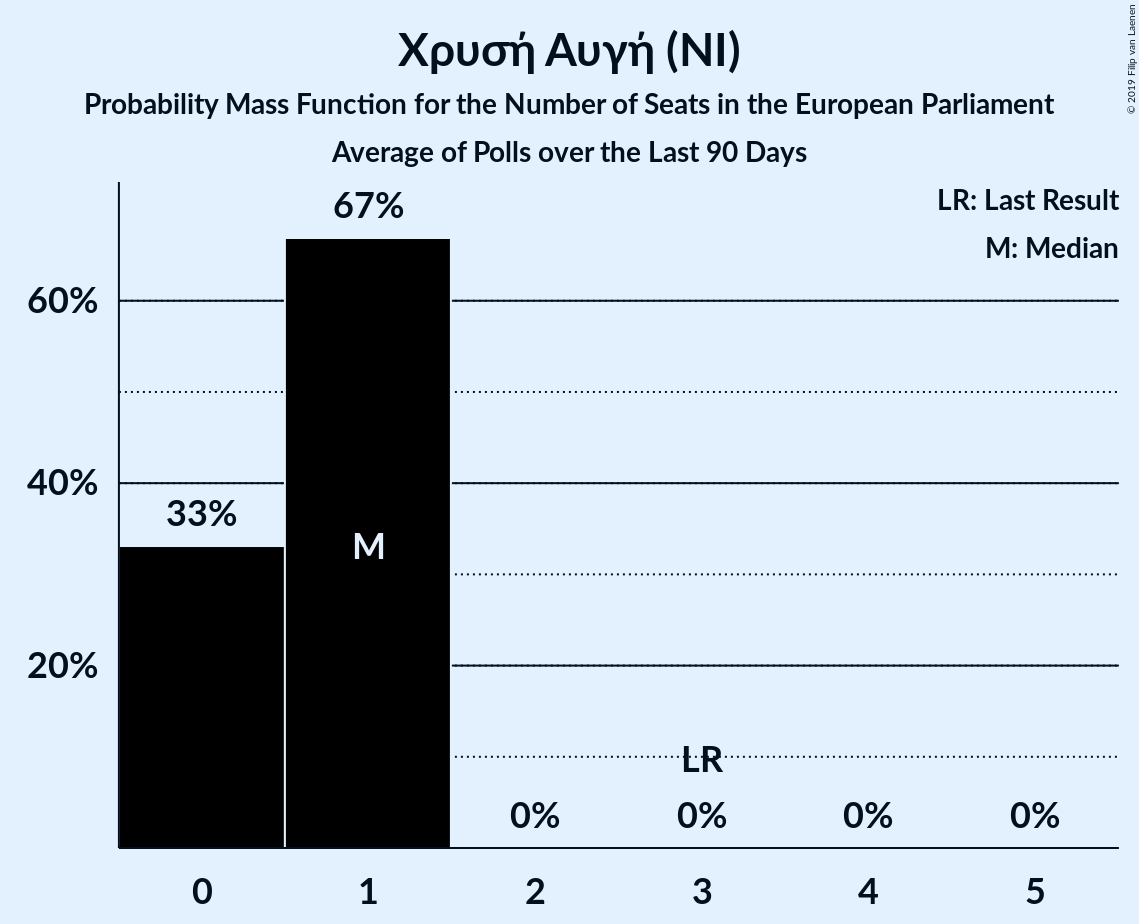 Χρυσή Αυγή (NI)
Probability Mass Function for the Number of Seats in the European Parliament
Average of Polls over the Last 90 Days
© 2019 Filip van Laenen
LR: Last Result
M: Median
67%
60%
40%
33%
M
20%
LR
0% 0% 0% 0%
0 1 2 3 4 5